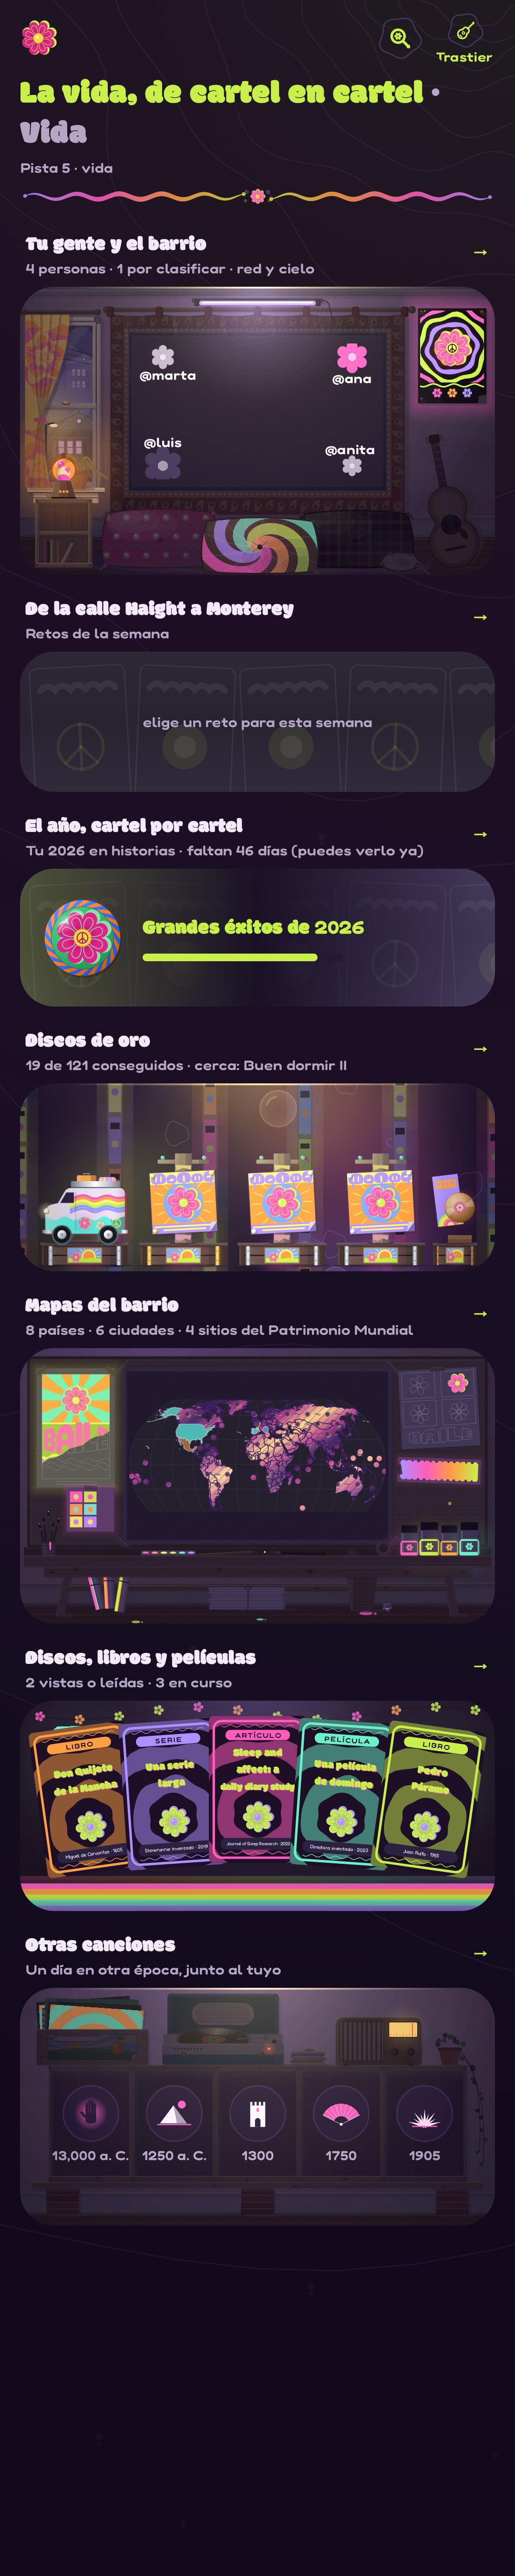 Trastier
La vida, de cartel en cartel ·
Vida
Pista 5 · vida
Tu gente y el barrio
→
4 personas · 1 por clasificar · red y cielo
@marta
@ana
@luis
@anita
De la calle Haight a Monterey
→
Retos de la semana
elige un reto para esta semana
El año, cartel por cartel
→
Tu 2026 en historias · faltan 46 días (puedes verlo ya)
Grandes éxitos de 2026
Discos de oro
→
19 de 121 conseguidos · cerca: Buen dormir II
Mapas del barrio
→
8 países · 6 ciudades · 4 sitios del Patrimonio Mundial
BAILE
BAILE
Discos, libros y películas
→
2 vistas o leídas · 3 en curso
LIBRO
Don Quijote
de la Mancha
Miguel de Cervantes · 1605
SERIE
Una serie
larga
Showrunner inventado · 2019
ARTÍCULO
Sleep and
affect: a
daily diary study
Journal of Sleep Research · 2022
PELÍCULA
Una película
de domingo
Directora inventada · 2023
LIBRO
Pedro
Páramo
Juan Rulfo · 1955
Otras canciones
→
Un día en otra época, junto al tuyo
13,000 a. C.
1250 a. C.
1300
1750
1905